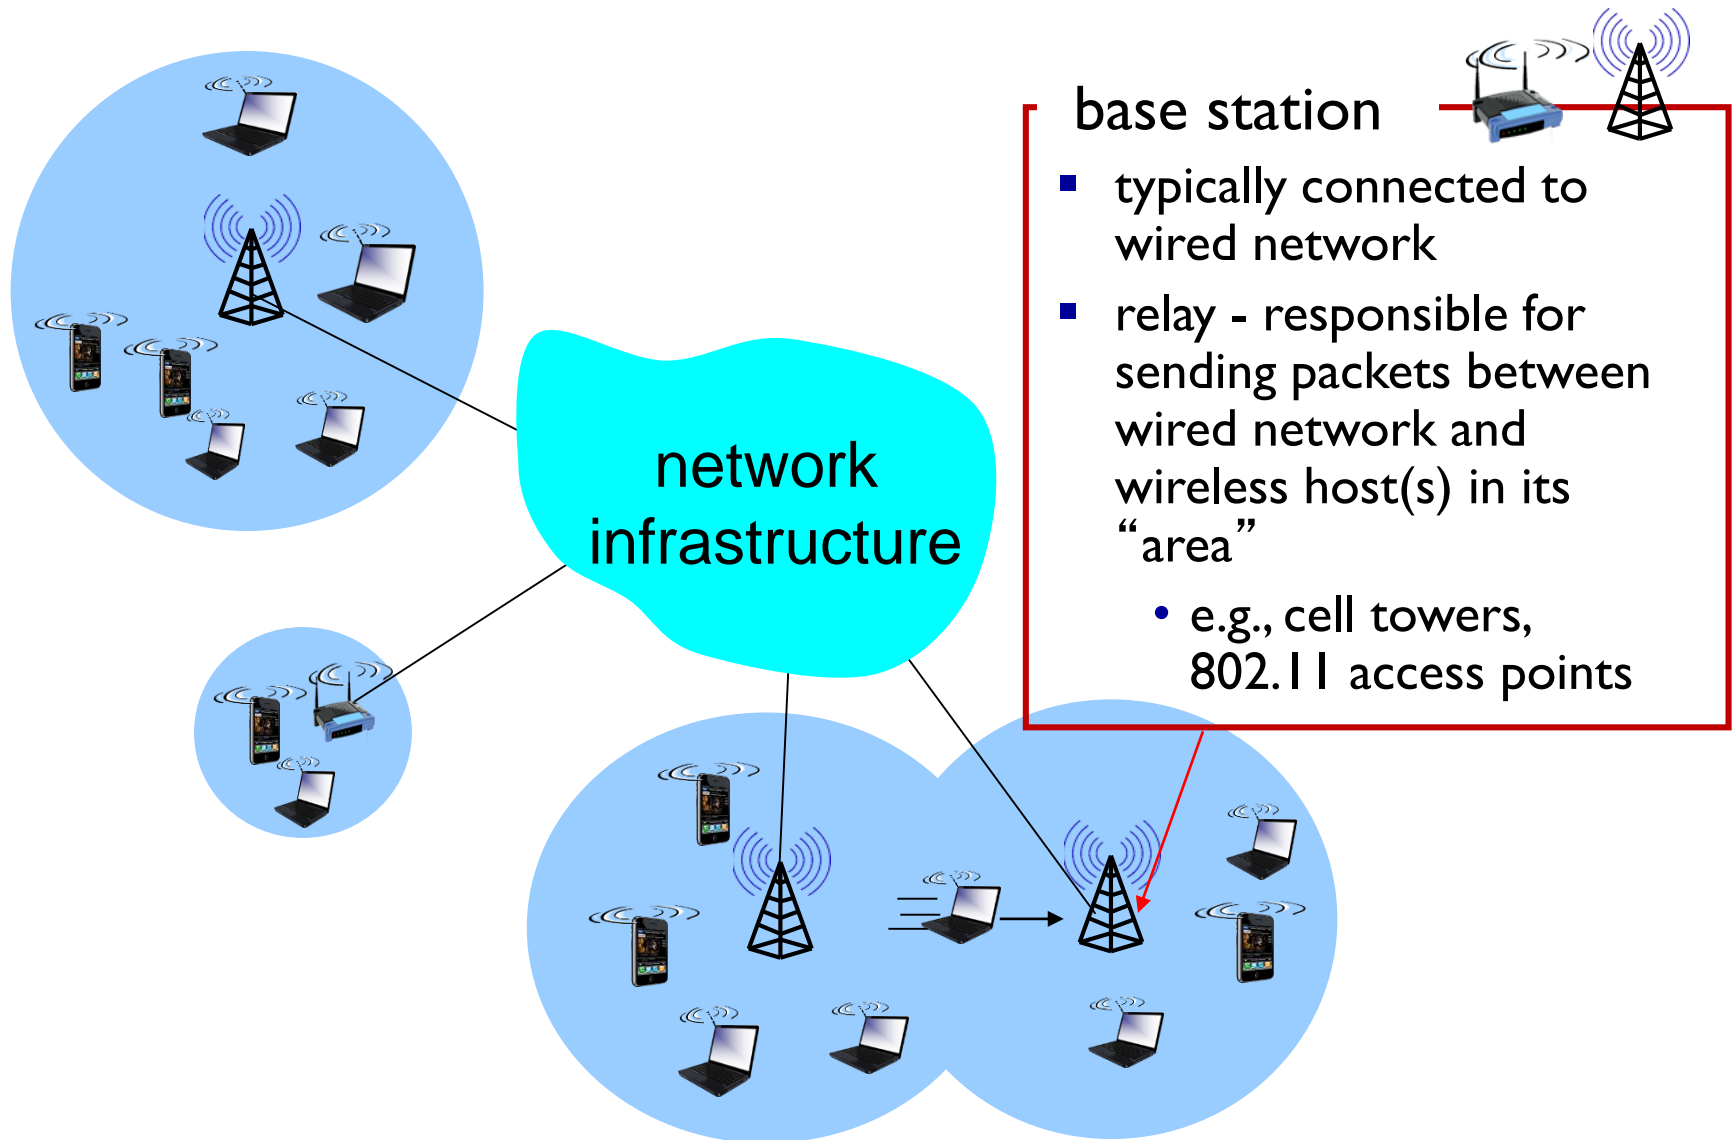 base station
▪ typically connected to
wired network
▪ relay - responsible for
sending packets between
wired network and
wireless host(s) in its
“area”
• e.g., cell towers,
802.11 access points
network
infrastructure